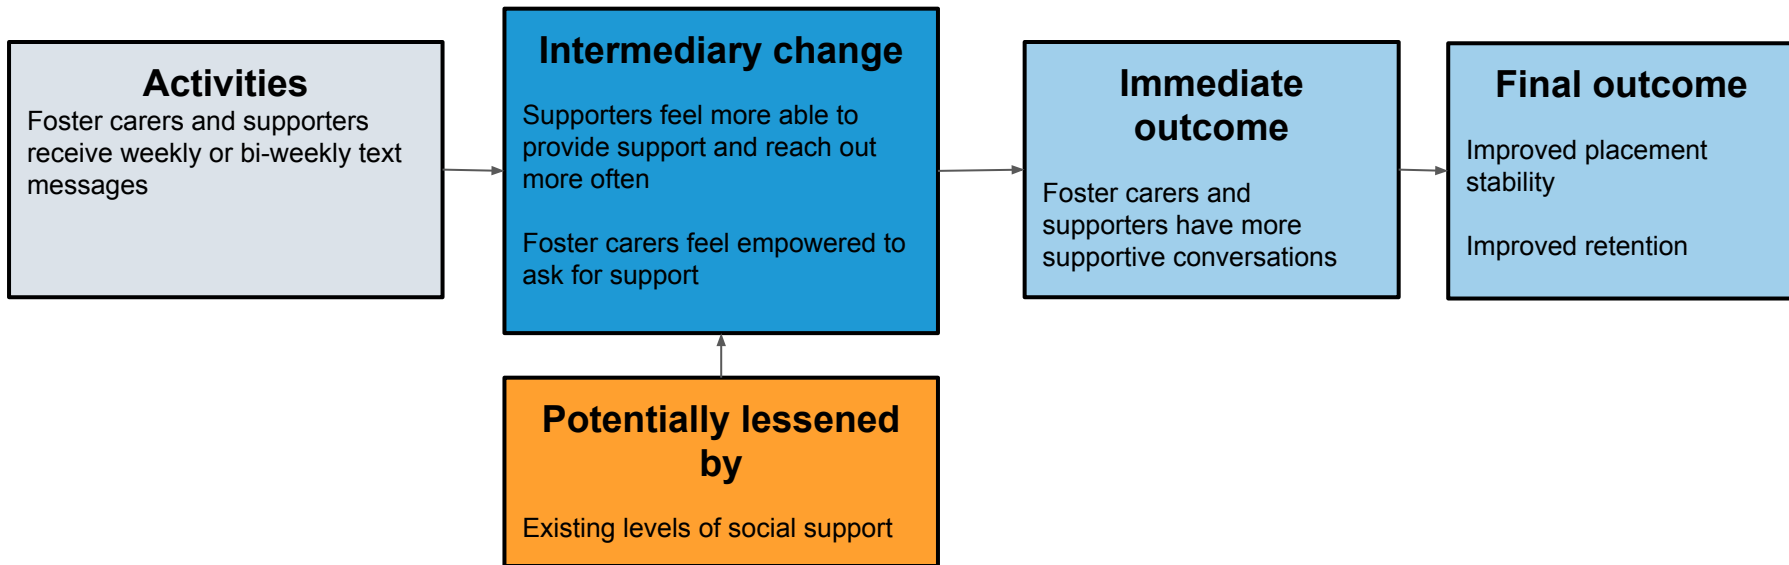 Activities
Foster carers and supporters
receive weekly or bi-weekly text
messages
Intermediary change
Supporters feel more able to
provide support and reach out
more often
Foster carers feel empowered to
ask for support
Immediate
outcome
Foster carers and
supporters have more
supportive conversations
Final outcome
Improved placement
stability
Improved retention
Potentially lessened
by
Existing levels of social support